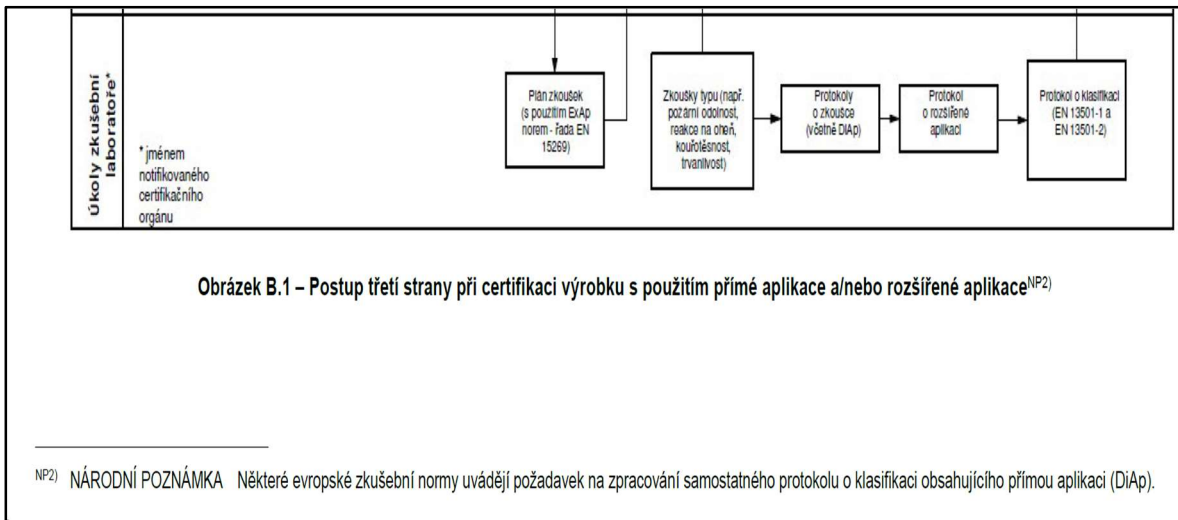 Úkoly zkušební
laboratoře*
* jménem
notifikovaného
certifikačního
orgánu
Plán zkoušek
(s použitím ExAp
norem - řada EN
15269)
Zkoušky typu (např.
požární odolnost,
reakce na oheň,
kouřotěsnost,
trvanlivost)
Protokoly
o zkoušce
(včetně DIAp)
Protokol
o rozšířené
aplikaci
Protokol o klasifikaci
(EN 13501-1 a
EN 13501-2)
Obrázek B.1 – Postup třetí strany při certifikaci výrobku s použitím přímé aplikace a/nebo rozšířené aplikace NP2)
NP2) NÁRODNÍ POZNÁMKA Některé evropské zkušební normy uvádějí požadavek na zpracování samostatného protokolu o klasifikaci obsahujícího přímou aplikaci (DiAp).